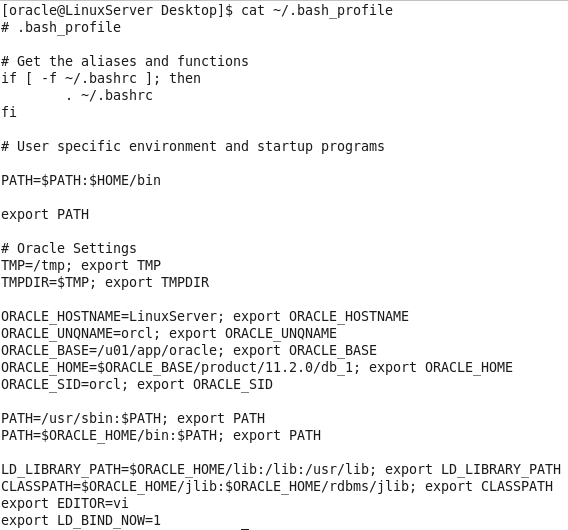 [oracle@LinuxServer Desktop]$ cat ~/.bash_profile
# .bash_profile
# Get the aliases and functions
if [ -f ~/.bashrc ]; then
        . ~/.bashrc
fi
# User specific environment and startup programs
PATH=$PATH:$HOME/bin
export PATH
# Oracle Settings
TMP=/tmp; export TMP
TMPDIR=$TMP; export TMPDIR
ORACLE_HOSTNAME=LinuxServer; export ORACLE_HOSTNAME
ORACLE_UNQNAME=orcl; export ORACLE_UNQNAME
ORACLE_BASE=/u01/app/oracle; export ORACLE_BASE
ORACLE_HOME=$ORACLE_BASE/product/11.2.0/db_1; export ORACLE_HOME
ORACLE_SID=orcl; export ORACLE_SID
PATH=/usr/sbin:$PATH; export PATH
PATH=$ORACLE_HOME/bin:$PATH; export PATH
LD_LIBRARY_PATH=$ORACLE_HOME/lib:/lib:/usr/lib; export LD_LIBRARY_PATH
CLASSPATH=$ORACLE_HOME/jlib:$ORACLE_HOME/rdbms/jlib; export CLASSPATH
export EDITOR=vi
export LD_BIND_NOW=1